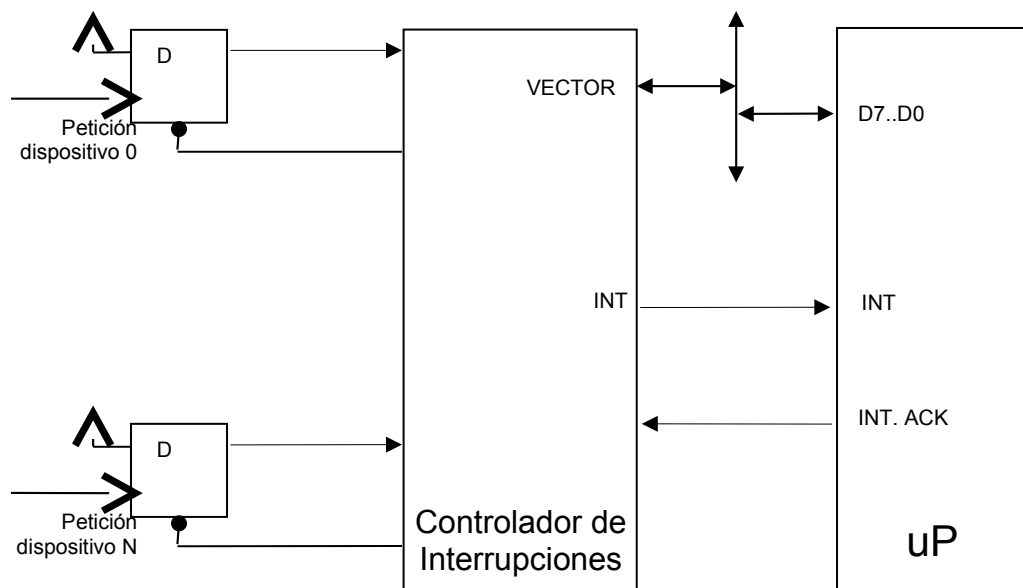 D
VECTOR
D7..D0
Petición
dispositivo 0
INT
INT
D
INT. ACK
Petición
dispositivo N
Controlador de
Interrupciones
uP